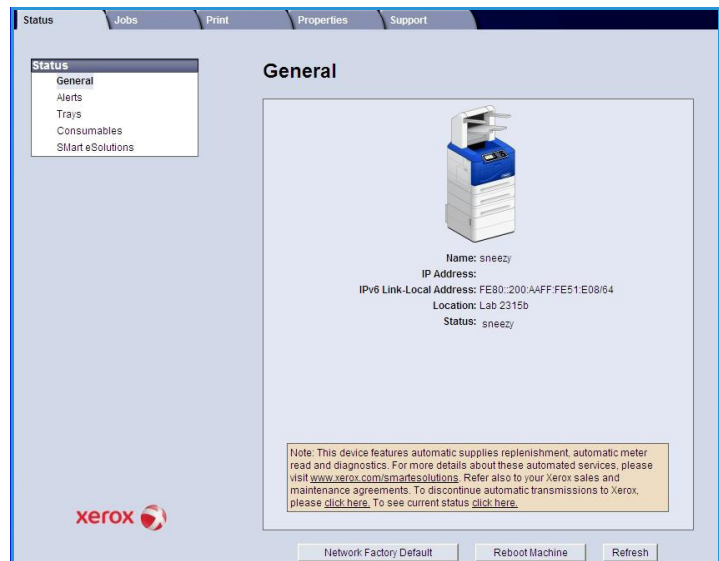 Status Jobs Print Properties Support
Status
General
Alerts
Trays
Consumables
SMart eSolutions
General
Name: sneezy
IP Address:
IPv6 Link-Local Address: FE80::200:AAFF:FE51:E08/64
Location: Lab 2315b
Status: sneezy
Note: This device features automatic supplies replenishment, automatic meter
read and diagnostics. For more details about these automated services, please
visit www.xerox.com/smartesolutions. Refer also to your Xerox sales and
maintenance agreements. To discontinue automatic transmissions to Xerox,
please click here. To see current status click here.
xerox
Network Factory Default Reboot Machine Refresh